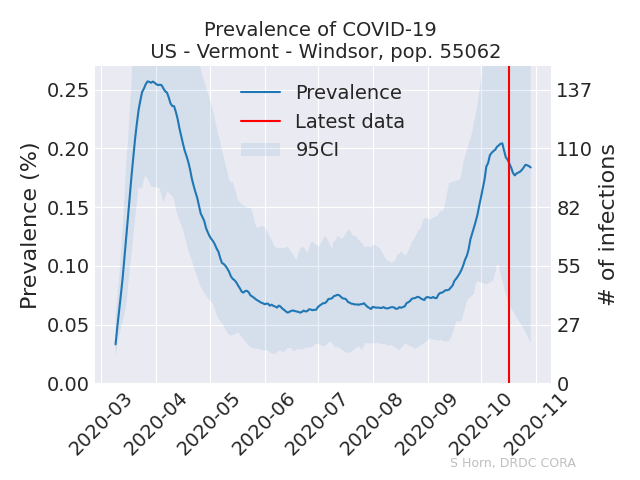 Prevalence of COVID-19
US - Vermont - Windsor, pop. 55062
Prevalence
Latest data
95CI
Prevalence (%)
0.25
0.20
0.15
0.10
0.05
0.00
137
110
82
55
27
0
# of infections
2020-03
2020-04
2020-05
2020-06
2020-07
2020-08
2020-09
2020-10
2020-11
S Horn, DRDC CORA